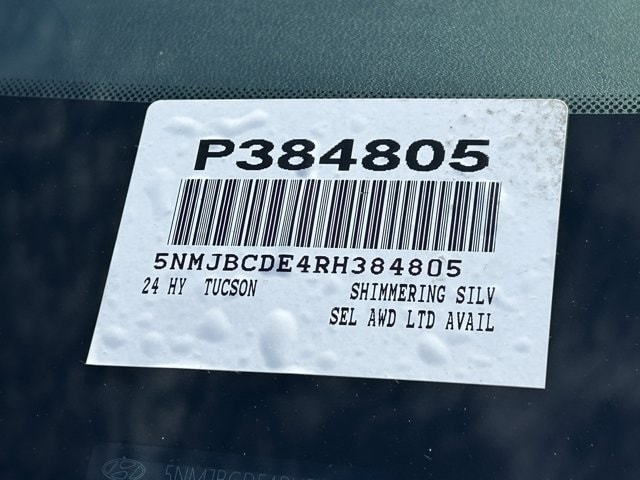 P384805
5NMJBCDE4RH384805
24 HY TUCSON SHIMMERING SILV
SEL AWD LTD AVAIL